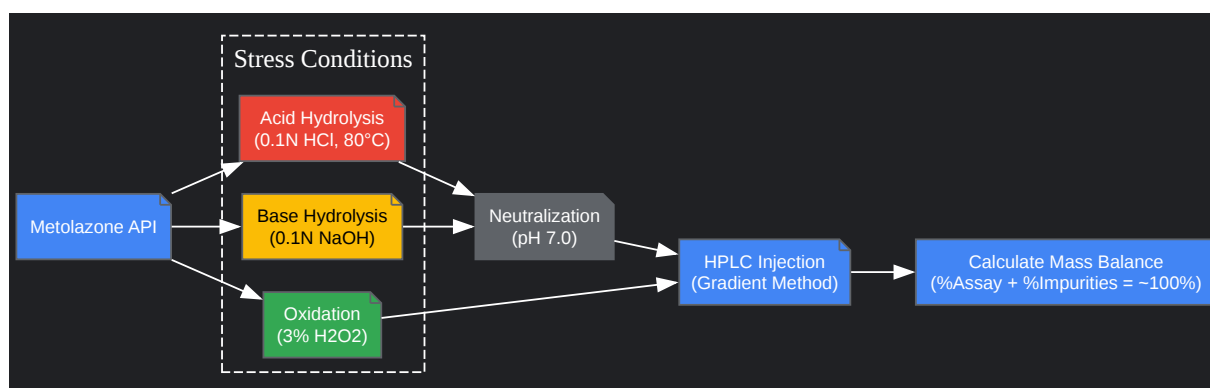 Stress Conditions
Acid Hydrolysis
(0.1N HCl, 80°C)
Metolazone API
Base Hydrolysis
(0.1N NaOH)
Oxidation
(3% H2O2)
Neutralization
(pH 7.0)
HPLC Injection
(Gradient Method)
Calculate Mass Balance
(%Assay + %Impurities = ~100%)